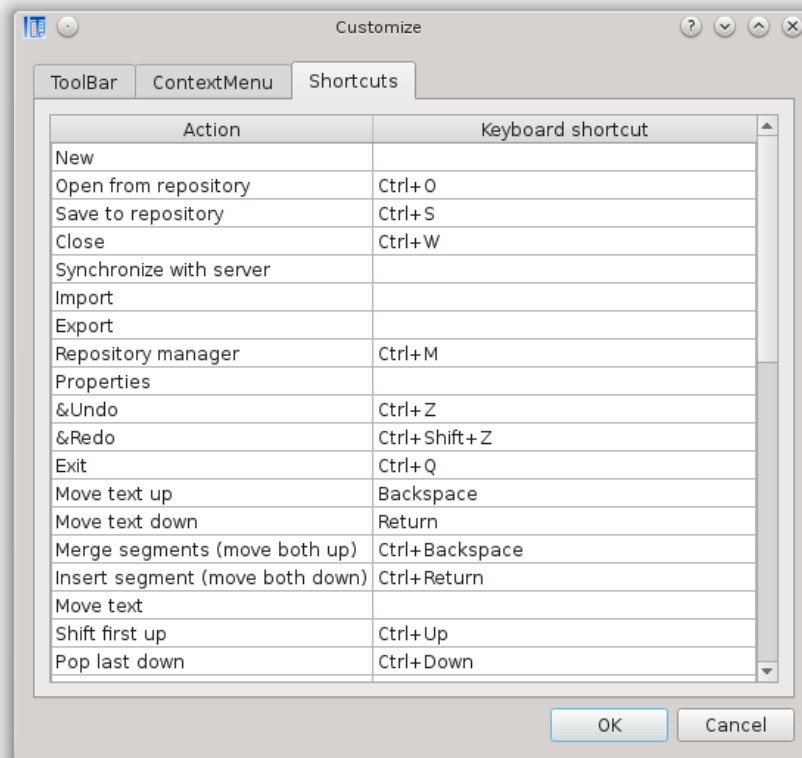 Customize
ToolBar ContextMenu Shortcuts
Action Keyboard shortcut
New
Open from repository Ctrl+O
Save to repository Ctrl+S
Close Ctrl+W
Synchronize with server
Import
Export
Repository manager Ctrl+M
Properties
&Undo Ctrl+Z
&Redo Ctrl+Shift+Z
Exit Ctrl+Q
Move text up Backspace
Move text down Return
Merge segments (move both up) Ctrl+Backspace
Insert segment (move both down) Ctrl+Return
Move text
Shift first up Ctrl+Up
Pop last down Ctrl+Down
OK Cancel